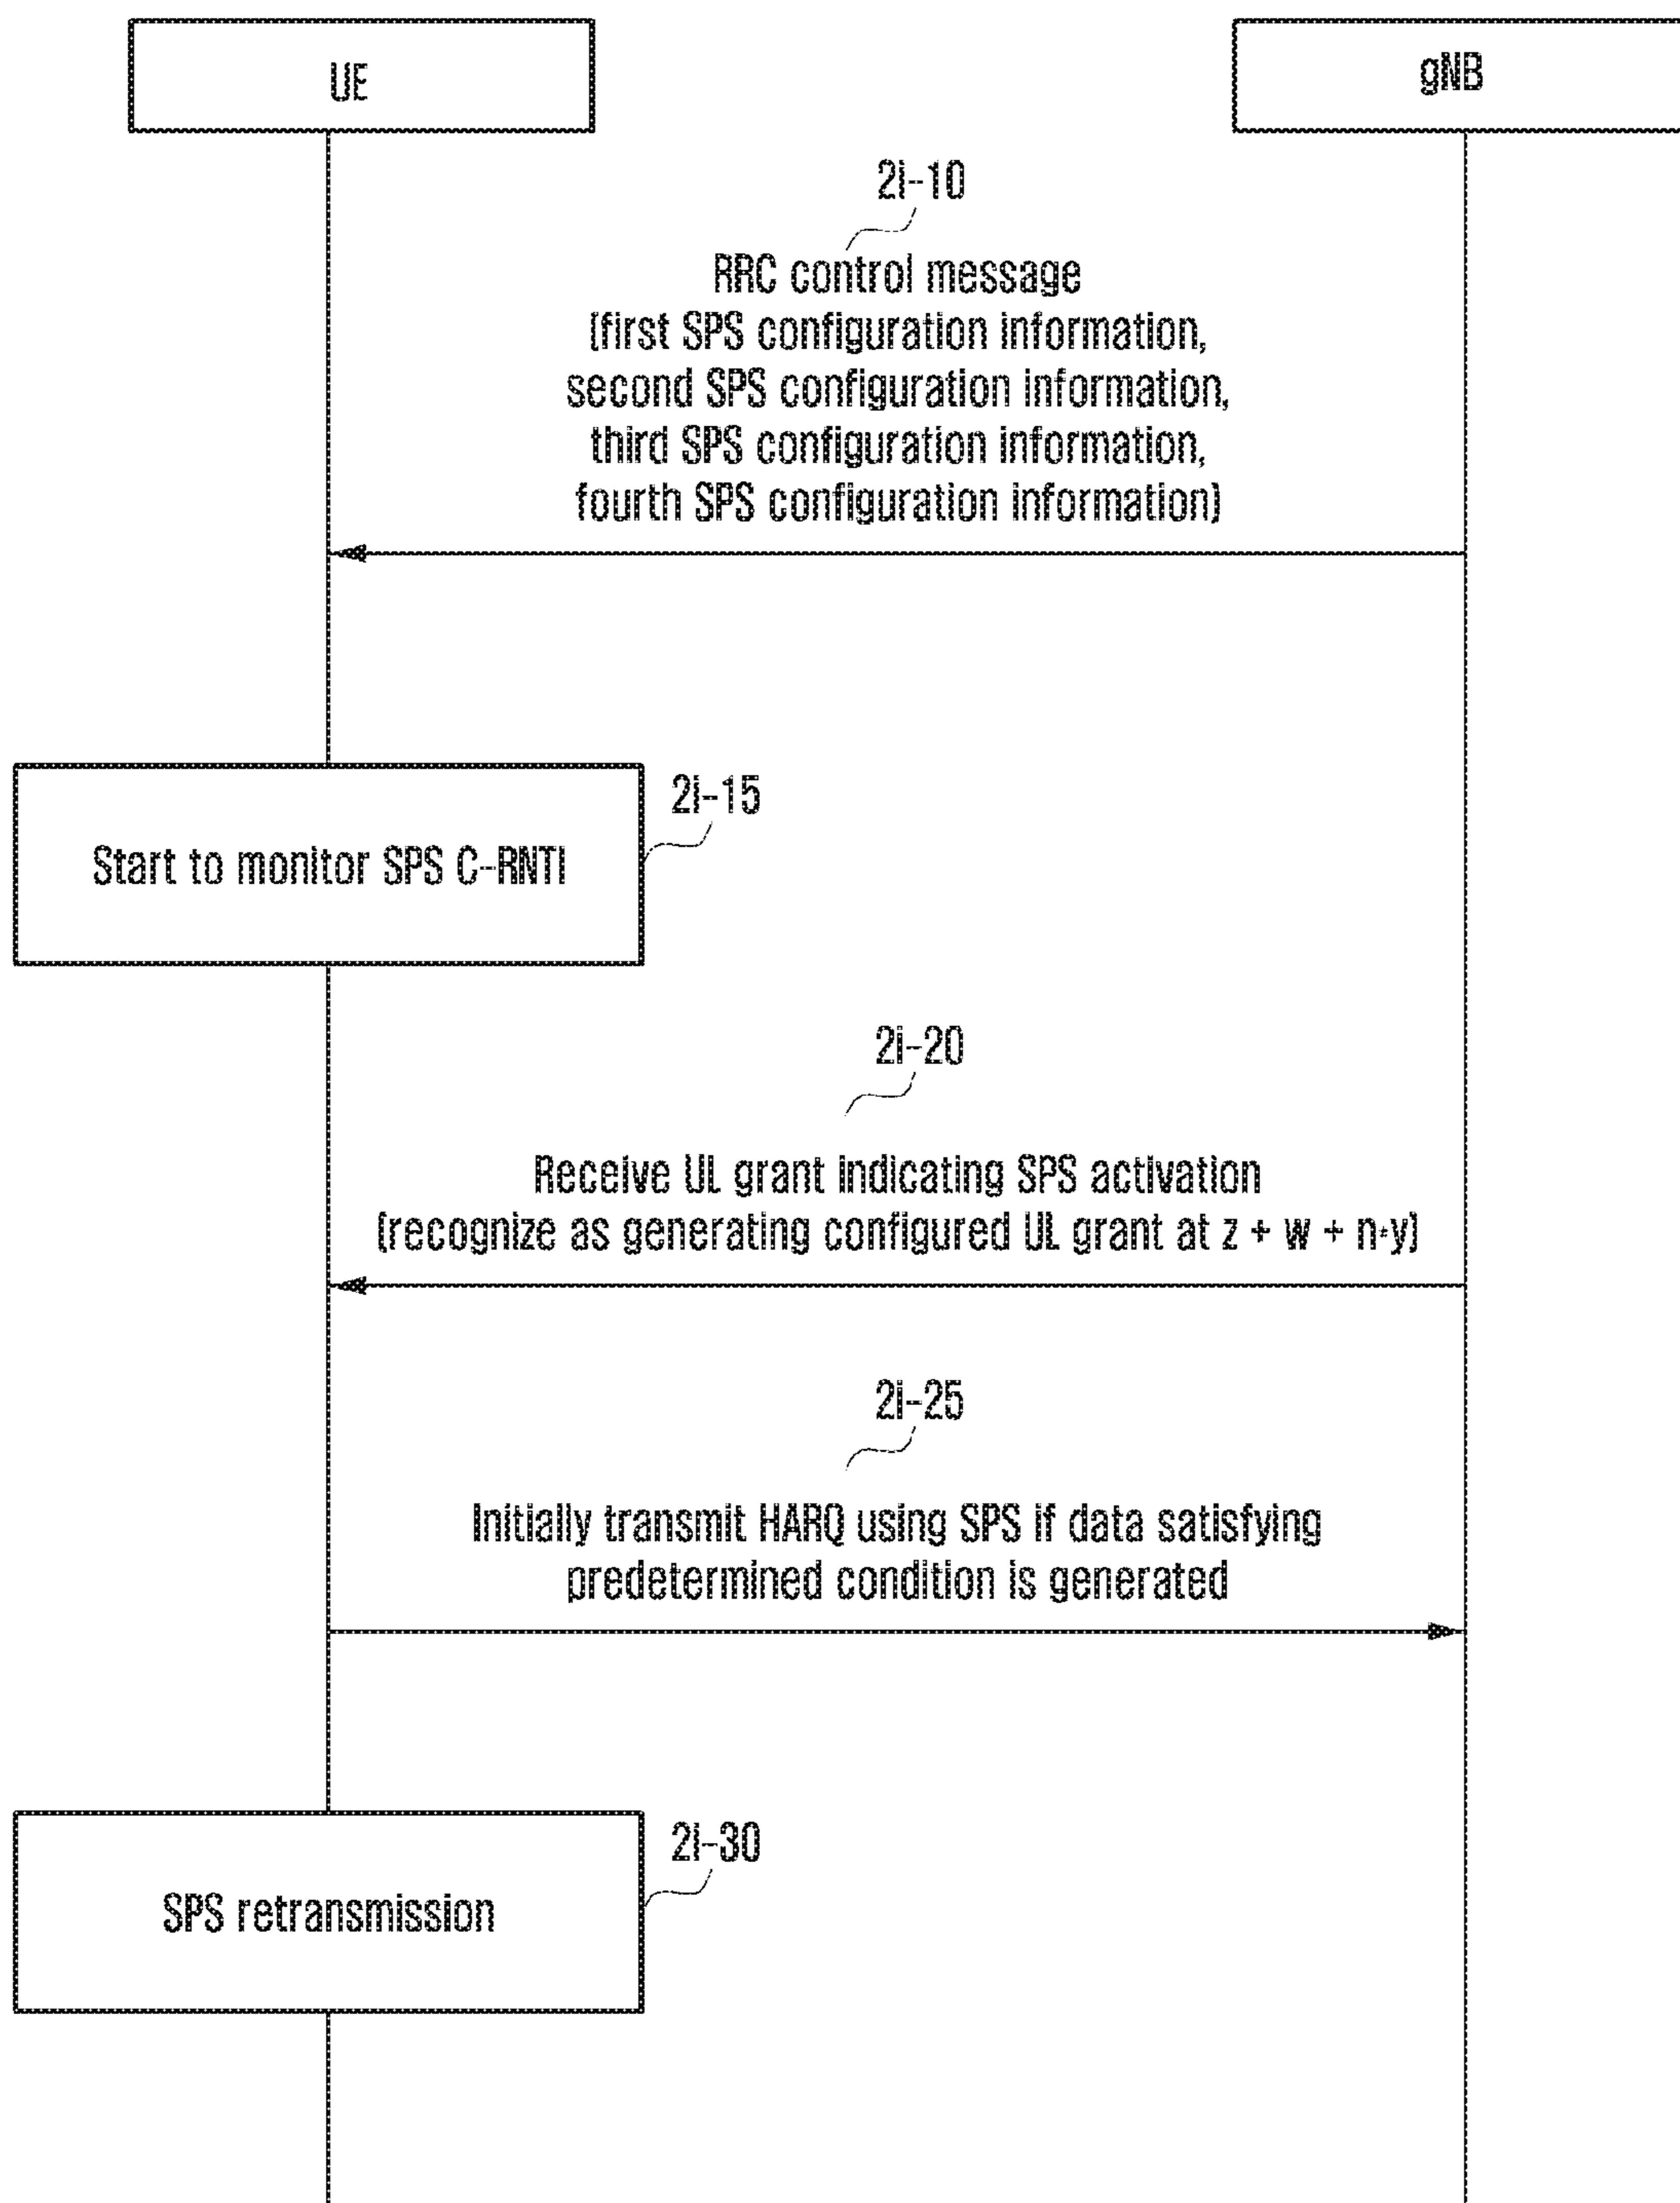 UE
gNB
2i-10
RRC control message
(first SPS configuration information,
second SPS configuration information,
third SPS configuration information,
fourth SPS configuration information)
2i-15
Start to monitor SPS C-RNTI
2i-20
Receive UL grant indicating SPS activation
(recognize as generating configured UL grant at z + w + n*y)
2i-25
Initially transmit HARQ using SPS if data satisfying
predetermined condition is generated
2i-30
SPS retransmission